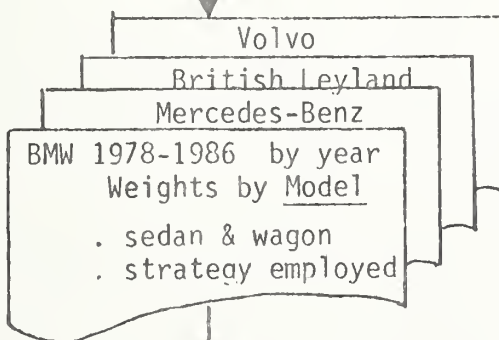 Volvo
British Leyland
Mercedes-Benz
BMW 1978-1986 by year
Weights by Model
. sedan & wagon
. strategy employed